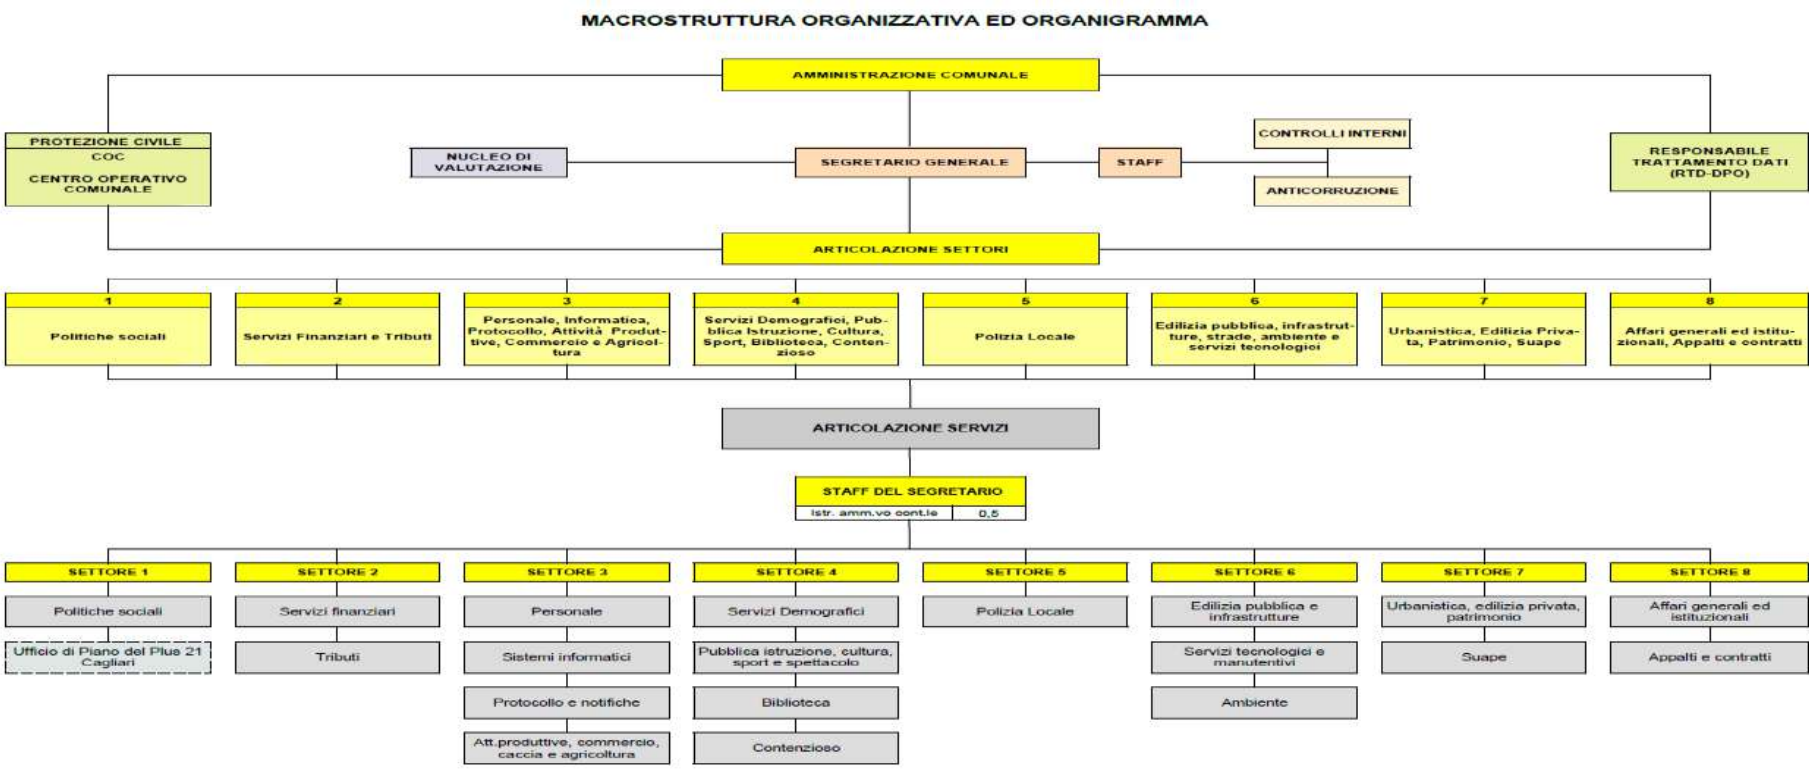 MACROSTRUTTURA ORGANIZZATIVA ED ORGANIGRAMMA
AMMINISTRAZIONE COMUNALE
PROTEZIONE CIVILE
COC
CENTRO OPERATIVO
COMUNALE
NUCLEO DI
VALUTAZIONE
SEGRETARIO GENERALE
STAFF
CONTROLLI INTERNI
ANTICORRUZIONE
RESPONSABILE
TRATTAMENTO DATI
(RTD-DPO)
ARTICOLAZIONE SETTORI
1
Politiche sociali
2
Servizi Finanziari e Tributi
3
Personale, Informatica,
Protocollo, Attività Produt-
tive, Commercio e Agricol-
tura
4
Servizi Demografici, Pub-
blica Istruzione, Cultura,
Sport, Biblioteca, Conten-
zioso
5
Polizia Locale
6
Edilizia pubblica, infrastrut-
ture, strade, ambiente e
servizi tecnologici
7
Urbanistica, Edilizia Priva-
ta, Patrimonio, Suape
8
Affari generali ed istitu-
zionali, Appalti e contratti
ARTICOLAZIONE SERVIZI
STAFF DEL SEGRETARIO
Istr. amm.vo cont.le 0,5
SETTORE 1
Politiche sociali
Ufficio di Piano del Plus 21
Cagliari
SETTORE 2
Servizi finanziari
Tributi
SETTORE 3
Personale
Sistemi informatici
Protocollo e notifiche
Att.produttive, commercio,
caccia e agricoltura
SETTORE 4
Servizi Demografici
Pubblica istruzione, cultura,
sport e spettacolo
Biblioteca
Contenzioso
SETTORE 5
Polizia Locale
SETTORE 6
Edilizia pubblica e
infrastrutture
Servizi tecnologici e
manutentivi
Ambiente
SETTORE 7
Urbanistica, edilizia privata,
patrimonio
Suape
SETTORE 8
Affari generali ed
istituzionali
Appalti e contratti